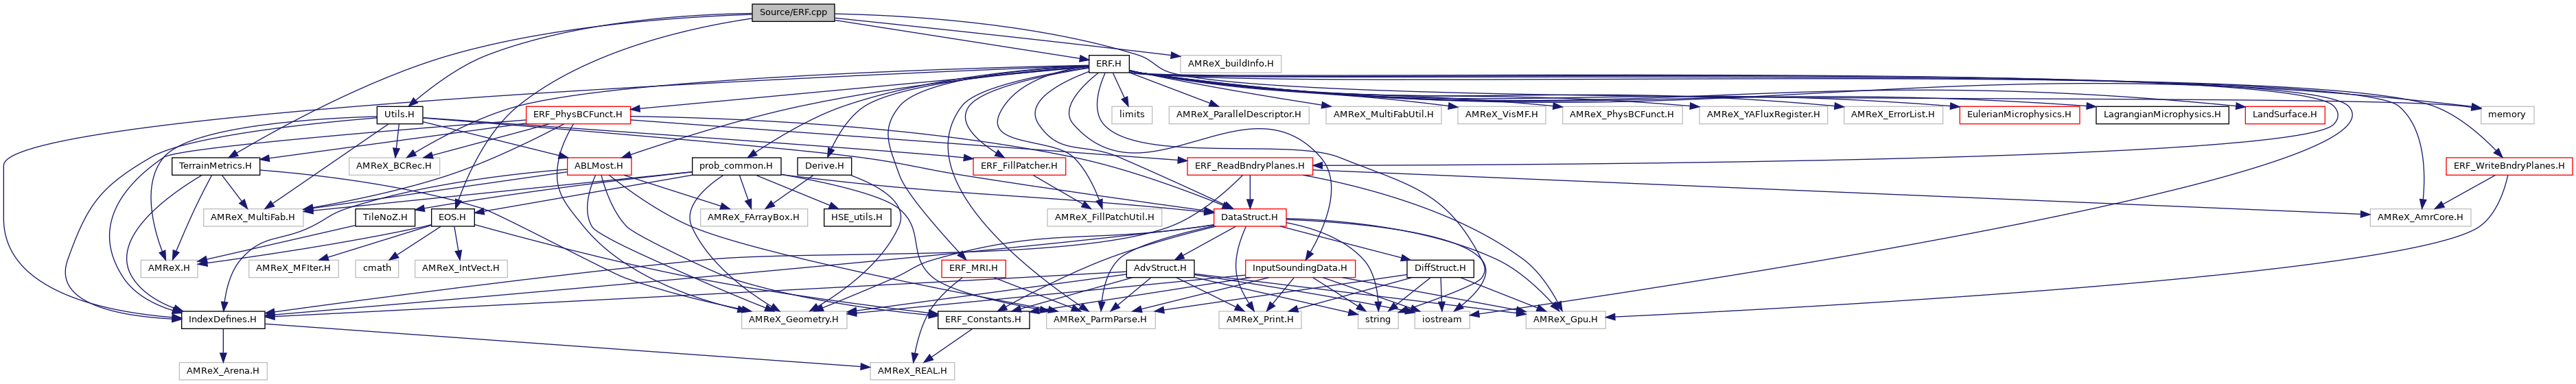 Source/ERF.cpp
ERF.H
AMReX_buildInfo.H
Utils.H
ERF_PhysBCFunct.H
limits
AMReX_ParallelDescriptor.H
AMReX_MultiFabUtil.H
AMReX_VisMF.H
AMReX_PhysBCFunct.H
AMReX_YAFluxRegister.H
AMReX_ErrorList.H
EulerianMicrophysics.H
LagrangianMicrophysics.H
LandSurface.H
memory
TerrainMetrics.H
AMReX_BCRec.H
ABLMost.H
prob_common.H
Derive.H
ERF_FillPatcher.H
ERF_ReadBndryPlanes.H
ERF_WriteBndryPlanes.H
AMReX_MultiFab.H
TileNoZ.H
EOS.H
AMReX_FArrayBox.H
HSE_utils.H
AMReX_FillPatchUtil.H
DataStruct.H
AMReX_AmrCore.H
AMReX.H
AMReX_MFIter.H
cmath
AMReX_IntVect.H
ERF_MRI.H
AdvStruct.H
InputSoundingData.H
DiffStruct.H
IndexDefines.H
AMReX_Geometry.H
ERF_Constants.H
AMReX_ParmParse.H
AMReX_Print.H
string
iostream
AMReX_Gpu.H
AMReX_Arena.H
AMReX_REAL.H